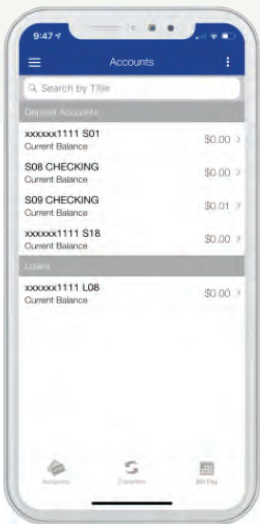 9:47
Accounts
Search by Title
Deposit Accounts
xxxxxx1111 S01
$0.00
Current Balance
S08 CHECKING
$0.00
Current Balance
S09 CHECKING
$0.01
Current Balance
xxxxxx1111 S18
$0.00
Current Balance
Loans
xxxxxx1111 L08
$0.00
Current Balance
Accounts
Transfers
Bill Pay